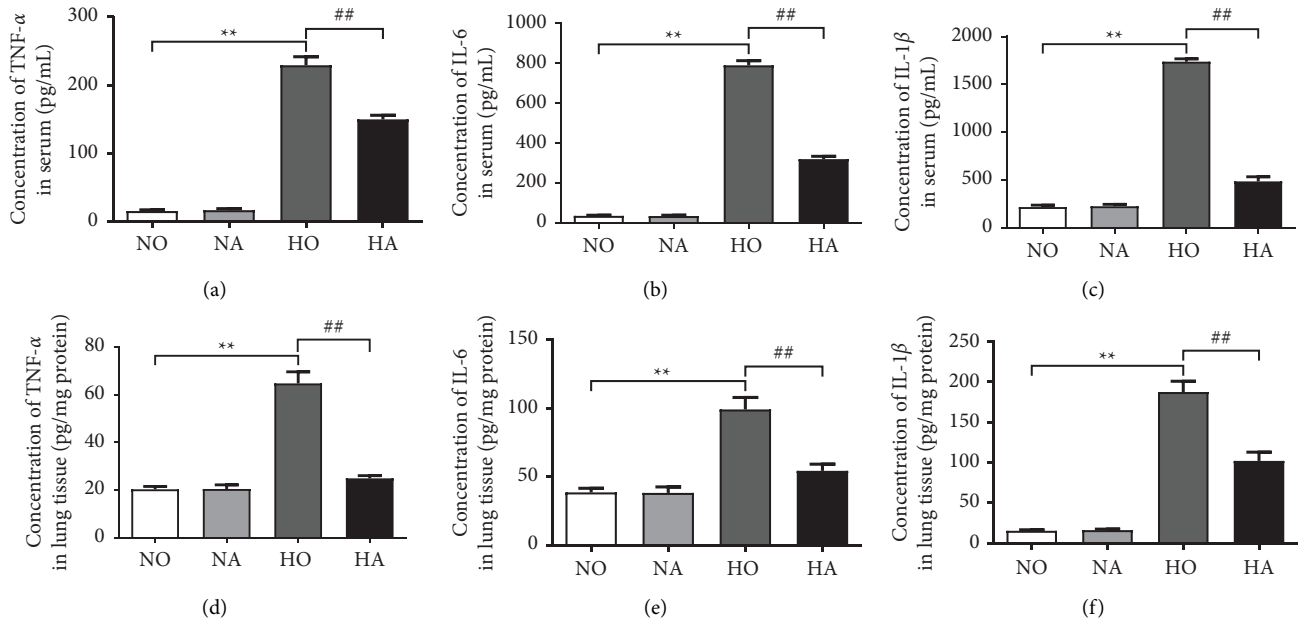 Concentration of TNF-α
in serum (pg/mL)
300
200
100
0
**
##
NO NA HO HA
(a)
Concentration of IL-6
in serum (pg/mL)
1000
800
600
400
200
0
**
##
NO NA HO HA
(b)
Concentration of IL-1β
in serum (pg/mL)
2000
1500
1000
500
0
**
##
NO NA HO HA
(c)
Concentration of TNF-α
in lung tissue (pg/mg protein)
80
60
40
20
0
**
##
NO NA HO HA
(d)
Concentration of IL-6
in lung tissue (pg/mg protein)
150
100
50
0
**
##
NO NA HO HA
(e)
Concentration of IL-1β
in lung tissue (pg/mg protein)
250
200
150
100
50
0
**
##
NO NA HO HA
(f)